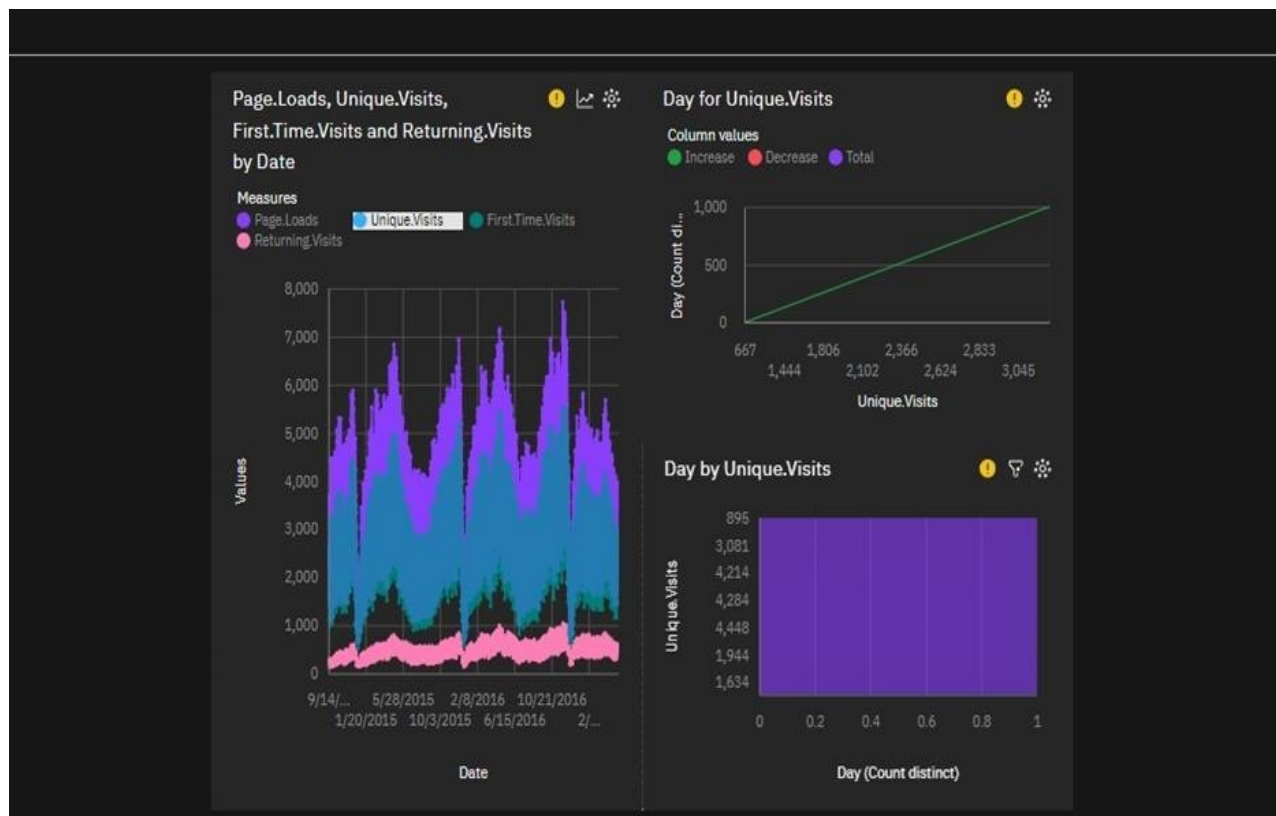 Page.Loads, Unique.Visits,
First.Time.Visits and Returning.Visits
by Date
Measures
Page.Loads Unique.Visits First.Time.Visits
Returning.Visits
8,000
7,000
6,000
5,000
4,000
3,000
2,000
1,000
0
Values
9/14/... 5/28/2015 2/8/2016 10/21/2016
1/20/2015 10/3/2015 6/15/2016 2/...
Date
Day for Unique.Visits
Column values
Increase Decrease Total
1,000
500
0
Day (Count di...
667 1,806 2,366 2,833
1,444 2,102 2,624 3,045
Unique.Visits
Day by Unique.Visits
895
3,081
4,214
4,284
4,448
1,944
1,634
Unique.Visits
0 0.2 0.4 0.6 0.8 1
Day (Count distinct)